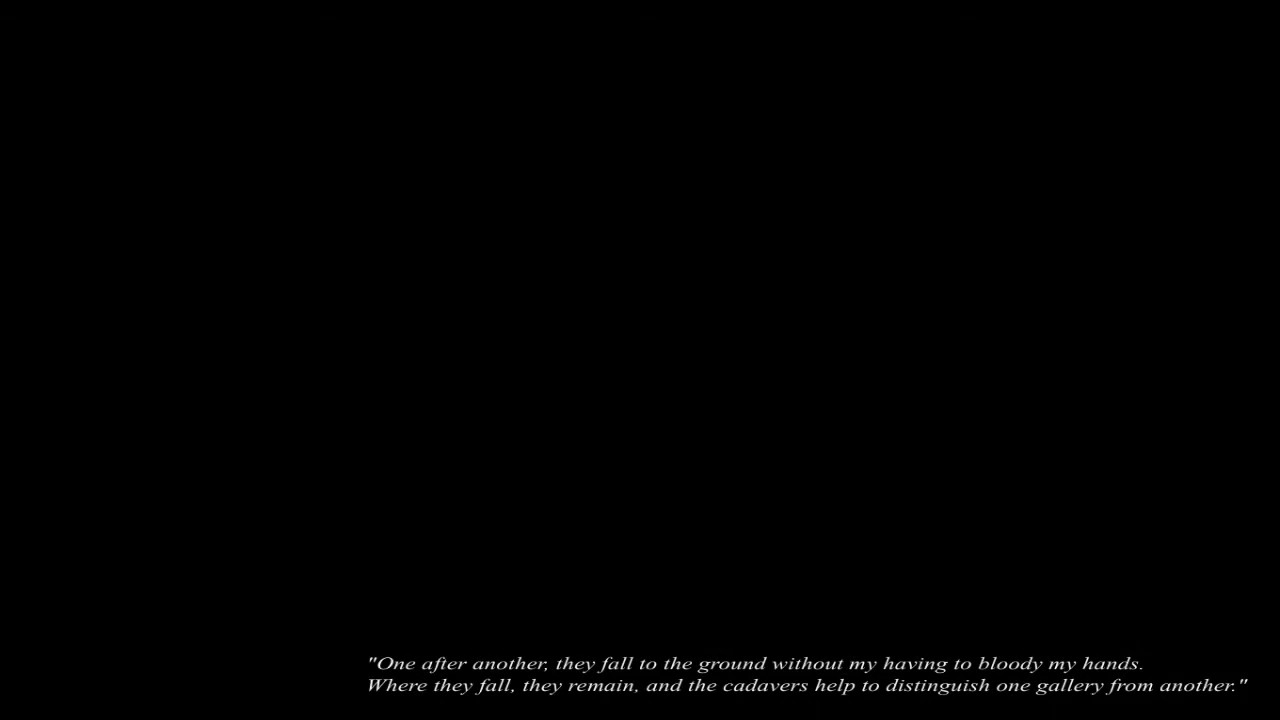 "One after another, they fall to the ground without my having to bloody my hands.
Where they fall, they remain, and the cadavers help to distinguish one gallery from another."